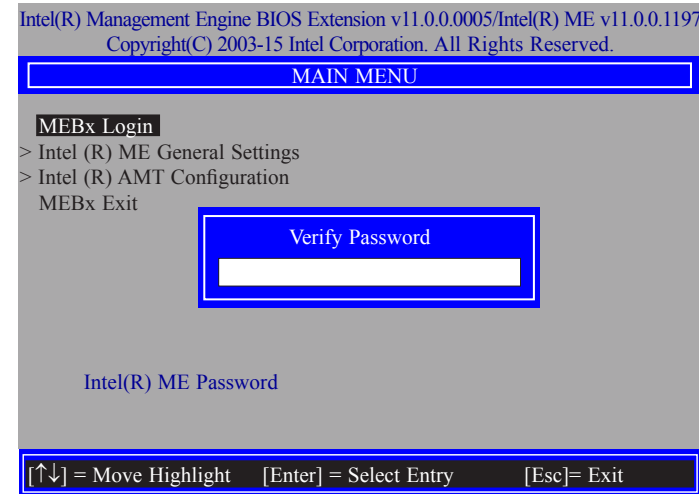 Intel(R) Management Engine BIOS Extension v11.0.0.0005/Intel(R) ME v11.0.0.1197
Copyright(C) 2003-15 Intel Corporation. All Rights Reserved.
MAIN MENU
MEBx Login
> Intel (R) ME General Settings
> Intel (R) AMT Configuration
MEBx Exit
Verify Password
Intel(R) ME Password
[↑↓] = Move Highlight [Enter] = Select Entry [Esc]= Exit